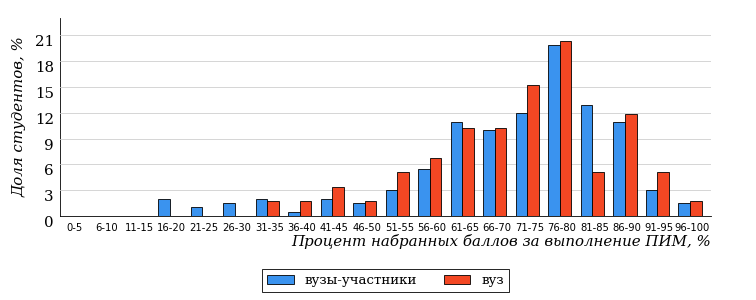 Доля студентов, %
21
18
15
12
9
6
3
0
0-5 6-10 11-15 16-20 21-25 26-30 31-35 36-40 41-45 46-50 51-55 56-60 61-65 66-70 71-75 76-80 81-85 86-90 91-95 96-100
Процент набранных баллов за выполнение ПИМ, %
вузы-участники вуз